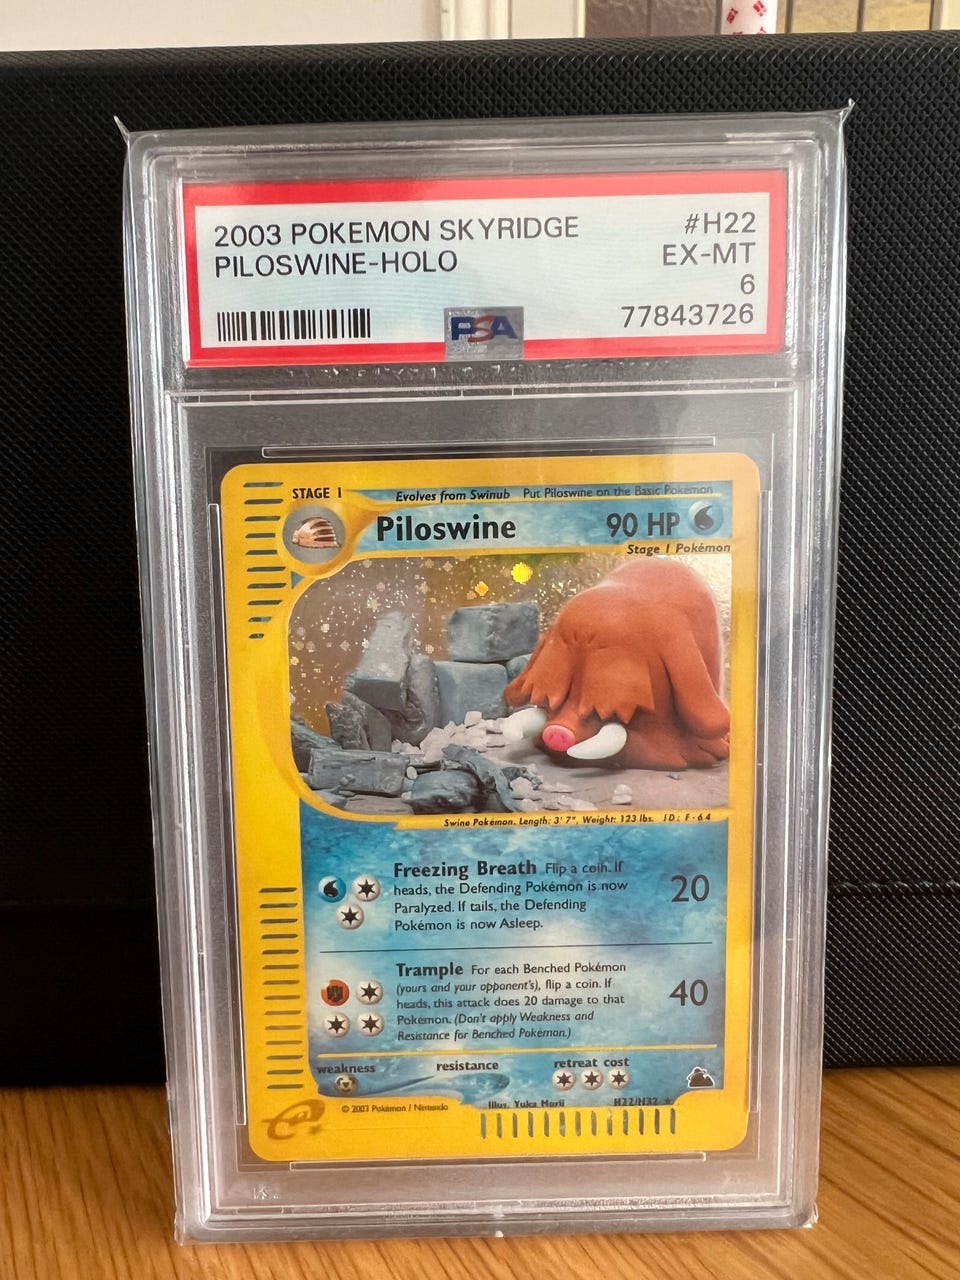 2003 POKEMON SKYRIDGE #H22
PILOSWINE-HOLO EX-MT
6
PSA 77843726
STAGE 1 Evolves from Swinub Put Piloswine on the Basic Pokémon
Piloswine 90 HP
Stage 1 Pokémon
Swine Pokémon. Length: 3' 7", Weight: 123 lbs. ID: F-64
Freezing Breath Flip a coin. If
heads, the Defending Pokémon is now 20
Paralyzed. If tails, the Defending
Pokémon is now Asleep.
Trample For each Benched Pokémon
(yours and your opponent's), flip a coin. If
heads, this attack does 20 damage to that 40
Pokémon. (Don't apply Weakness and
Resistance for Benched Pokémon.)
weakness resistance retreat cost
© 2003 Pokémon / Nintendo Illus. Yuka Morii H22/H32 ★
e